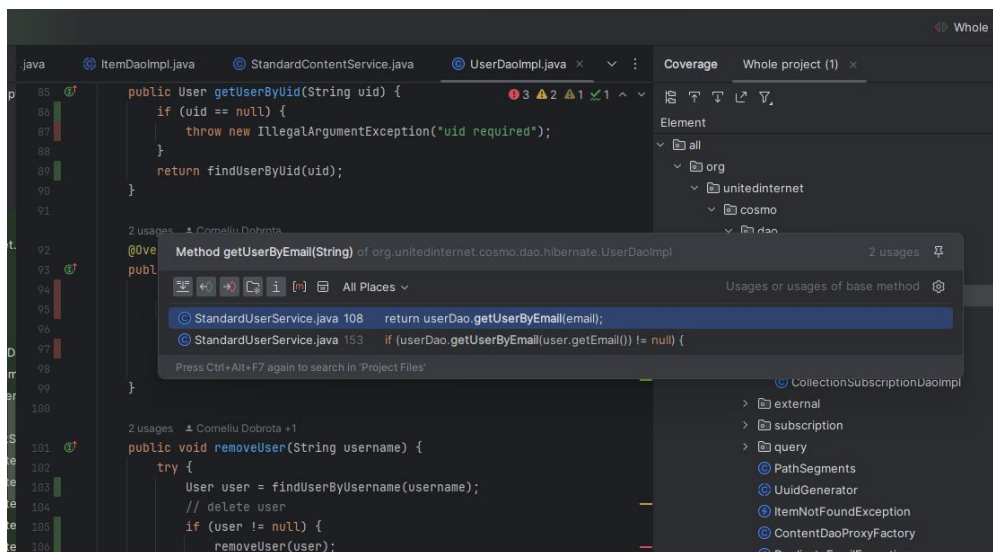 Whole
.java ItemDaoImpl.java StandardContentService.java UserDaoImpl.java
Coverage Whole project (1)
85 public User getUserByUid(String uid) {
3 2 1 1
86 if (uid == null) {
87 throw new IllegalArgumentException("uid required");
88 }
89 return findUserByUid(uid);
90 }
91
2 usages Corneliu Dobrota
92 @Ove
93 publ
94
95
96
97
98
99 }
100
2 usages Corneliu Dobrota +1
101 public void removeUser(String username) {
102 try {
103 User user = findUserByUsername(username);
104 // delete user
105 if (user != null) {
106 removeUser(user);
Method getUserByEmail(String) of org.unitedinternet.cosmo.dao.hibernate.UserDaoImpl 2 usages
All Places Usages or usages of base method
StandardUserService.java 108 return userDao.getUserByEmail(email);
StandardUserService.java 153 if (userDao.getUserByEmail(user.getEmail()) != null) {
Press Ctrl+Alt+F7 again to search in 'Project Files'
Element
all
org
unitedinternet
cosmo
dao
CollectionSubscriptionDaoImpl
external
subscription
query
PathSegments
UuidGenerator
ItemNotFoundException
ContentDaoProxyFactory